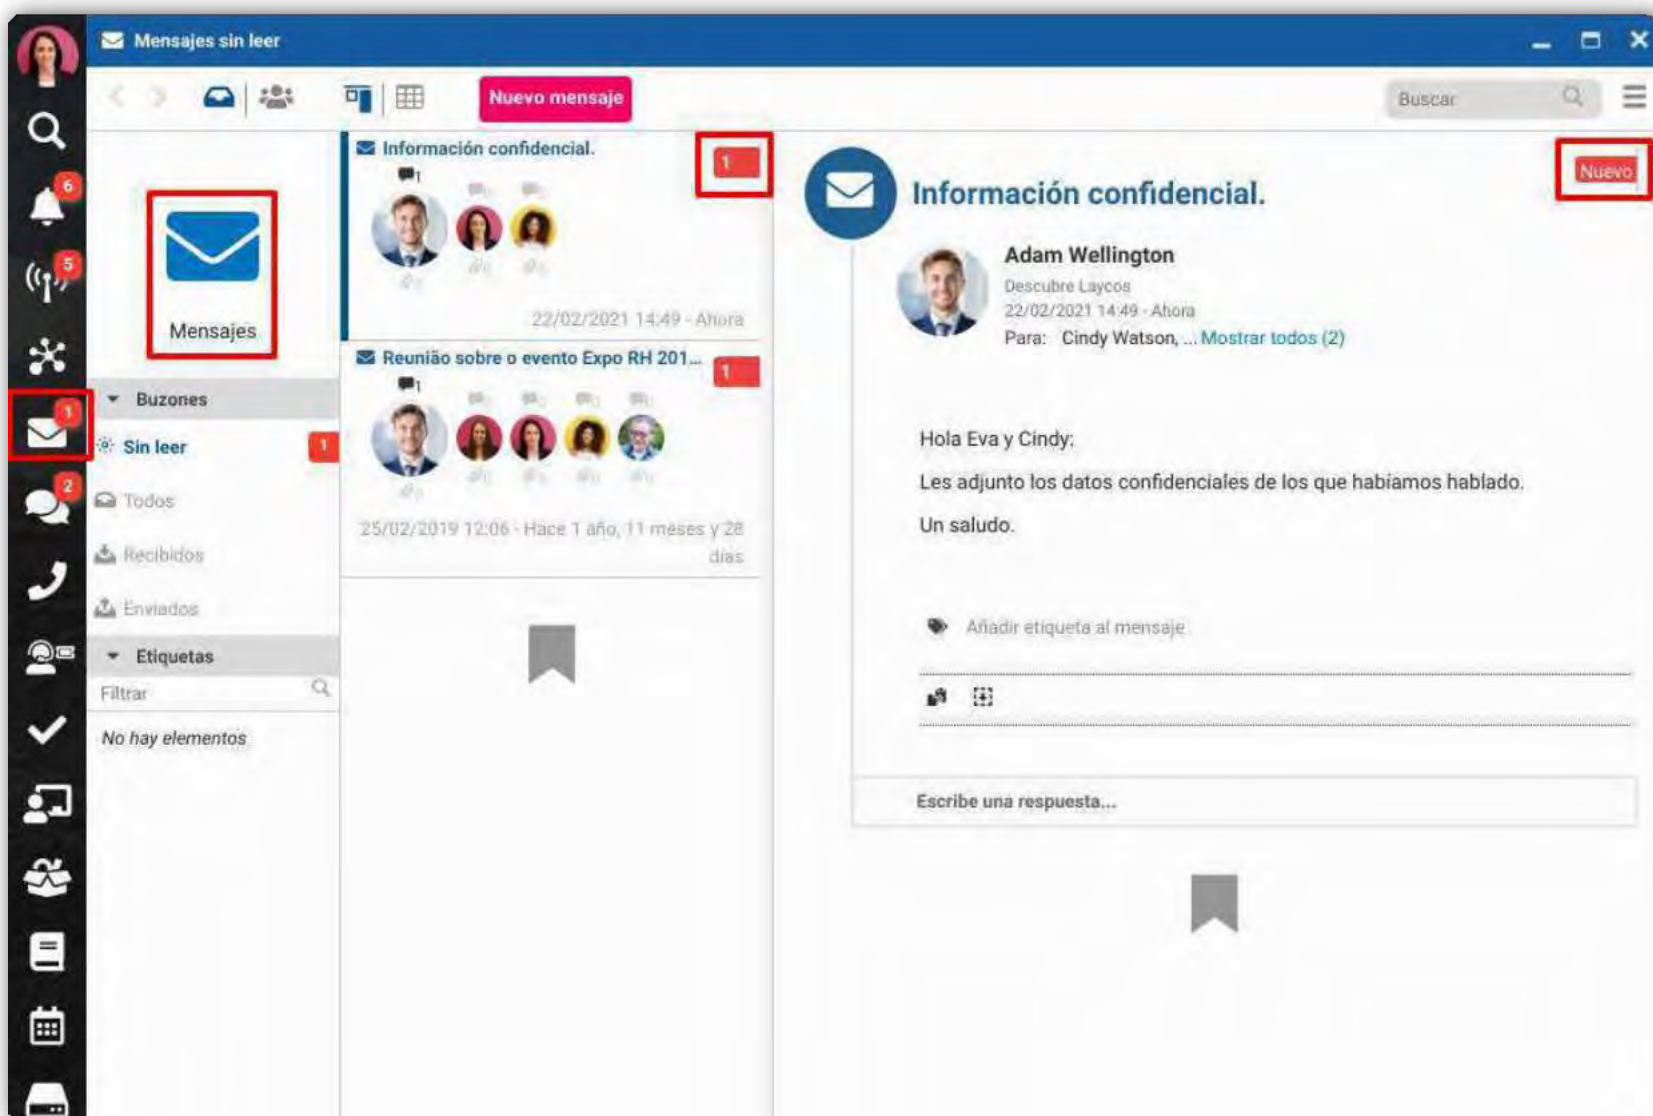 Mensajes sin leer
Nuevo mensaje
Buscar
6
5
1
2
Mensajes
Buzones
Sin leer
1
Todos
Recibidos
Enviados
Etiquetas
Filtrar
No hay elementos
Información confidencial.
1
1
22/02/2021 14:49 - Ahora
Reunião sobre o evento Expo RH 201...
1
1
25/02/2019 12:06 - Hace 1 año, 11 meses y 28
días
Información confidencial.
Nuevo
Adam Wellington
Descubre Laycos
22/02/2021 14:49 - Ahora
Para: Cindy Watson, ... Mostrar todos (2)
Hola Eva y Cindy:
Les adjunto los datos confidenciales de los que habíamos hablado.
Un saludo.
Añadir etiqueta al mensaje
Escribe una respuesta...